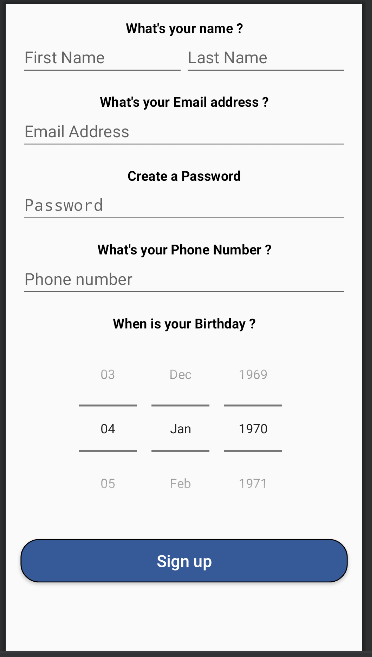 What's your name ?
First Name Last Name
What's your Email address ?
Email Address
Create a Password
Password
What's your Phone Number ?
Phone number
When is your Birthday ?
03 Dec 1969
04 Jan 1970
05 Feb 1971
Sign up